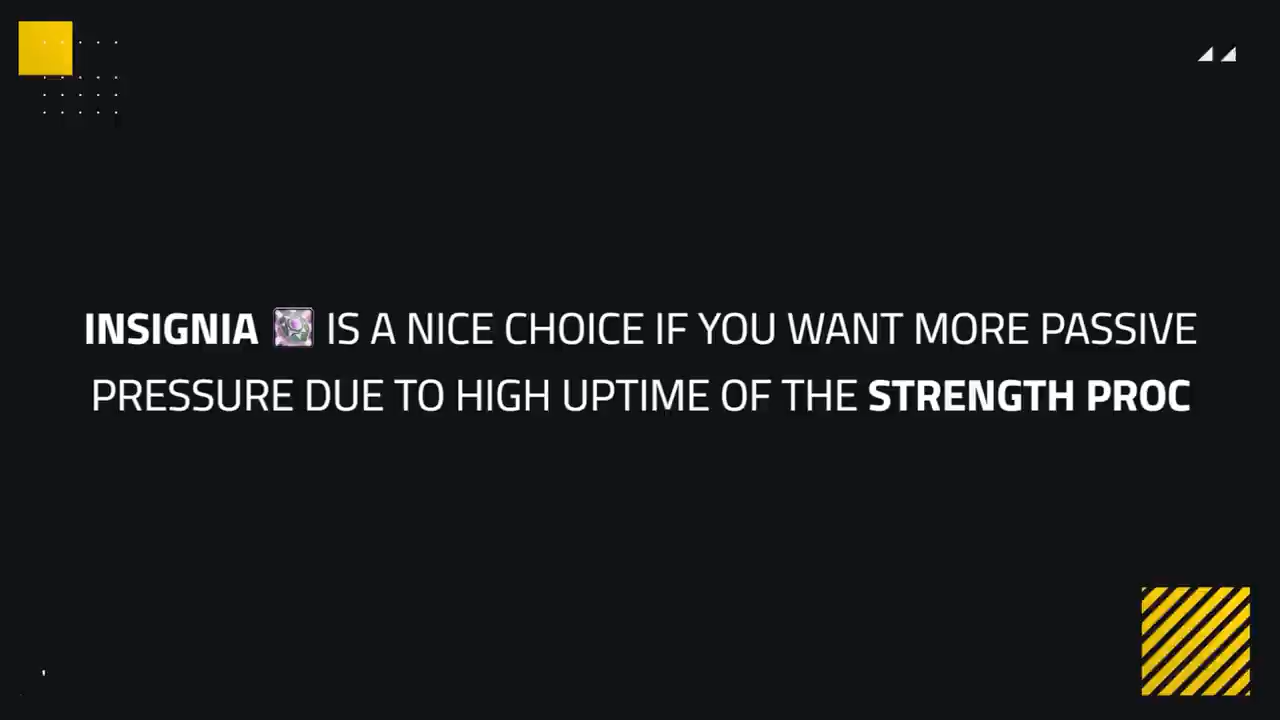 INSIGNIA IS A NICE CHOICE IF YOU WANT MORE PASSIVE
PRESSURE DUE TO HIGH UPTIME OF THE STRENGTH PROC